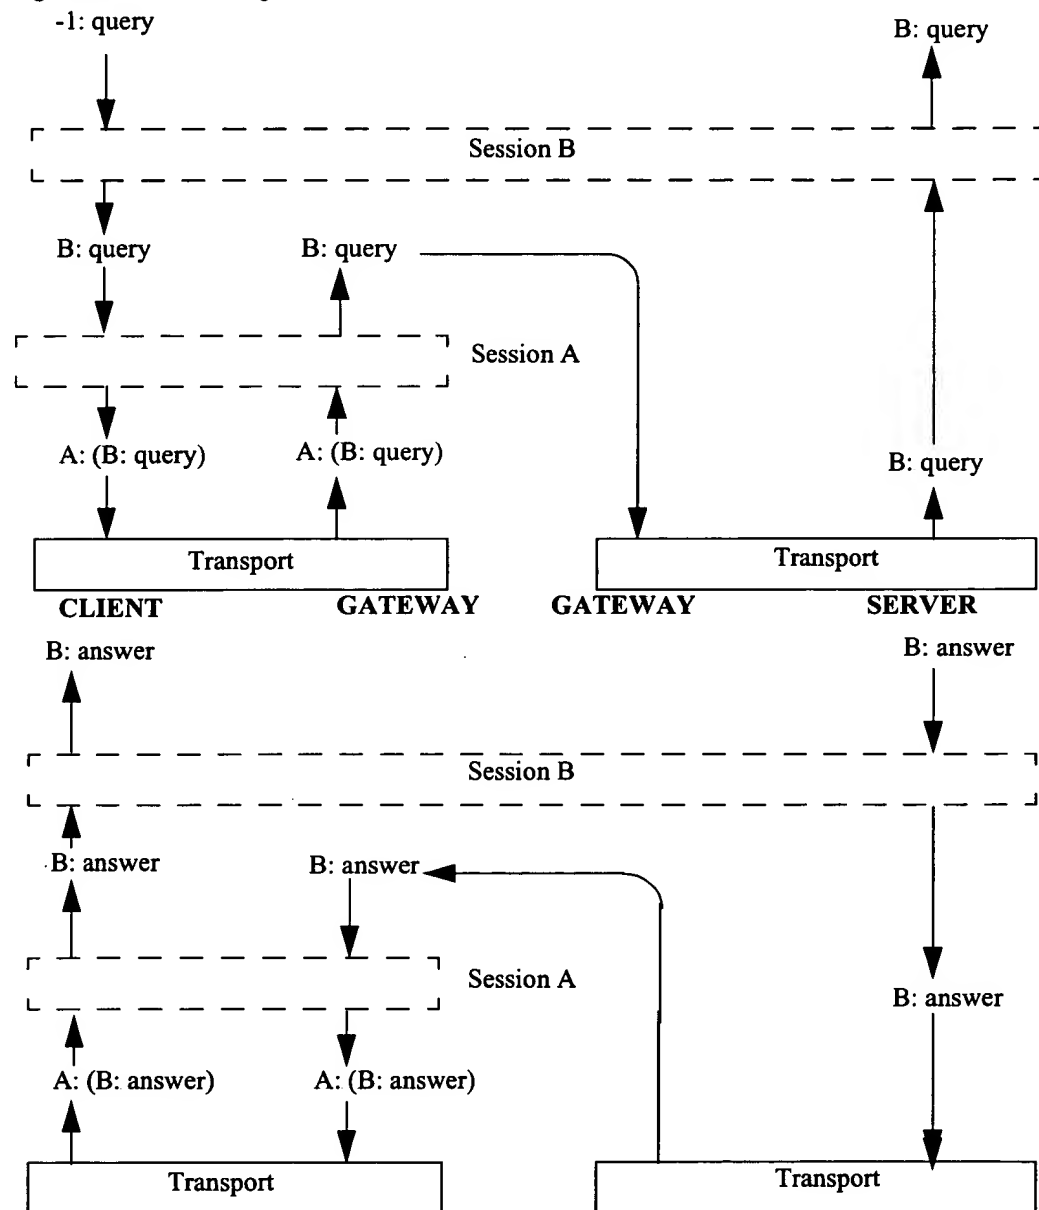 -1: query
B: query
Session B
B: query
B: query
Session A
A: (B: query)
A: (B: query)
B: query
Transport
Transport
CLIENT
GATEWAY
GATEWAY
SERVER
B: answer
B: answer
Session B
B: answer
B: answer
Session A
B: answer
A: (B: answer)
A: (B: answer)
Transport
Transport